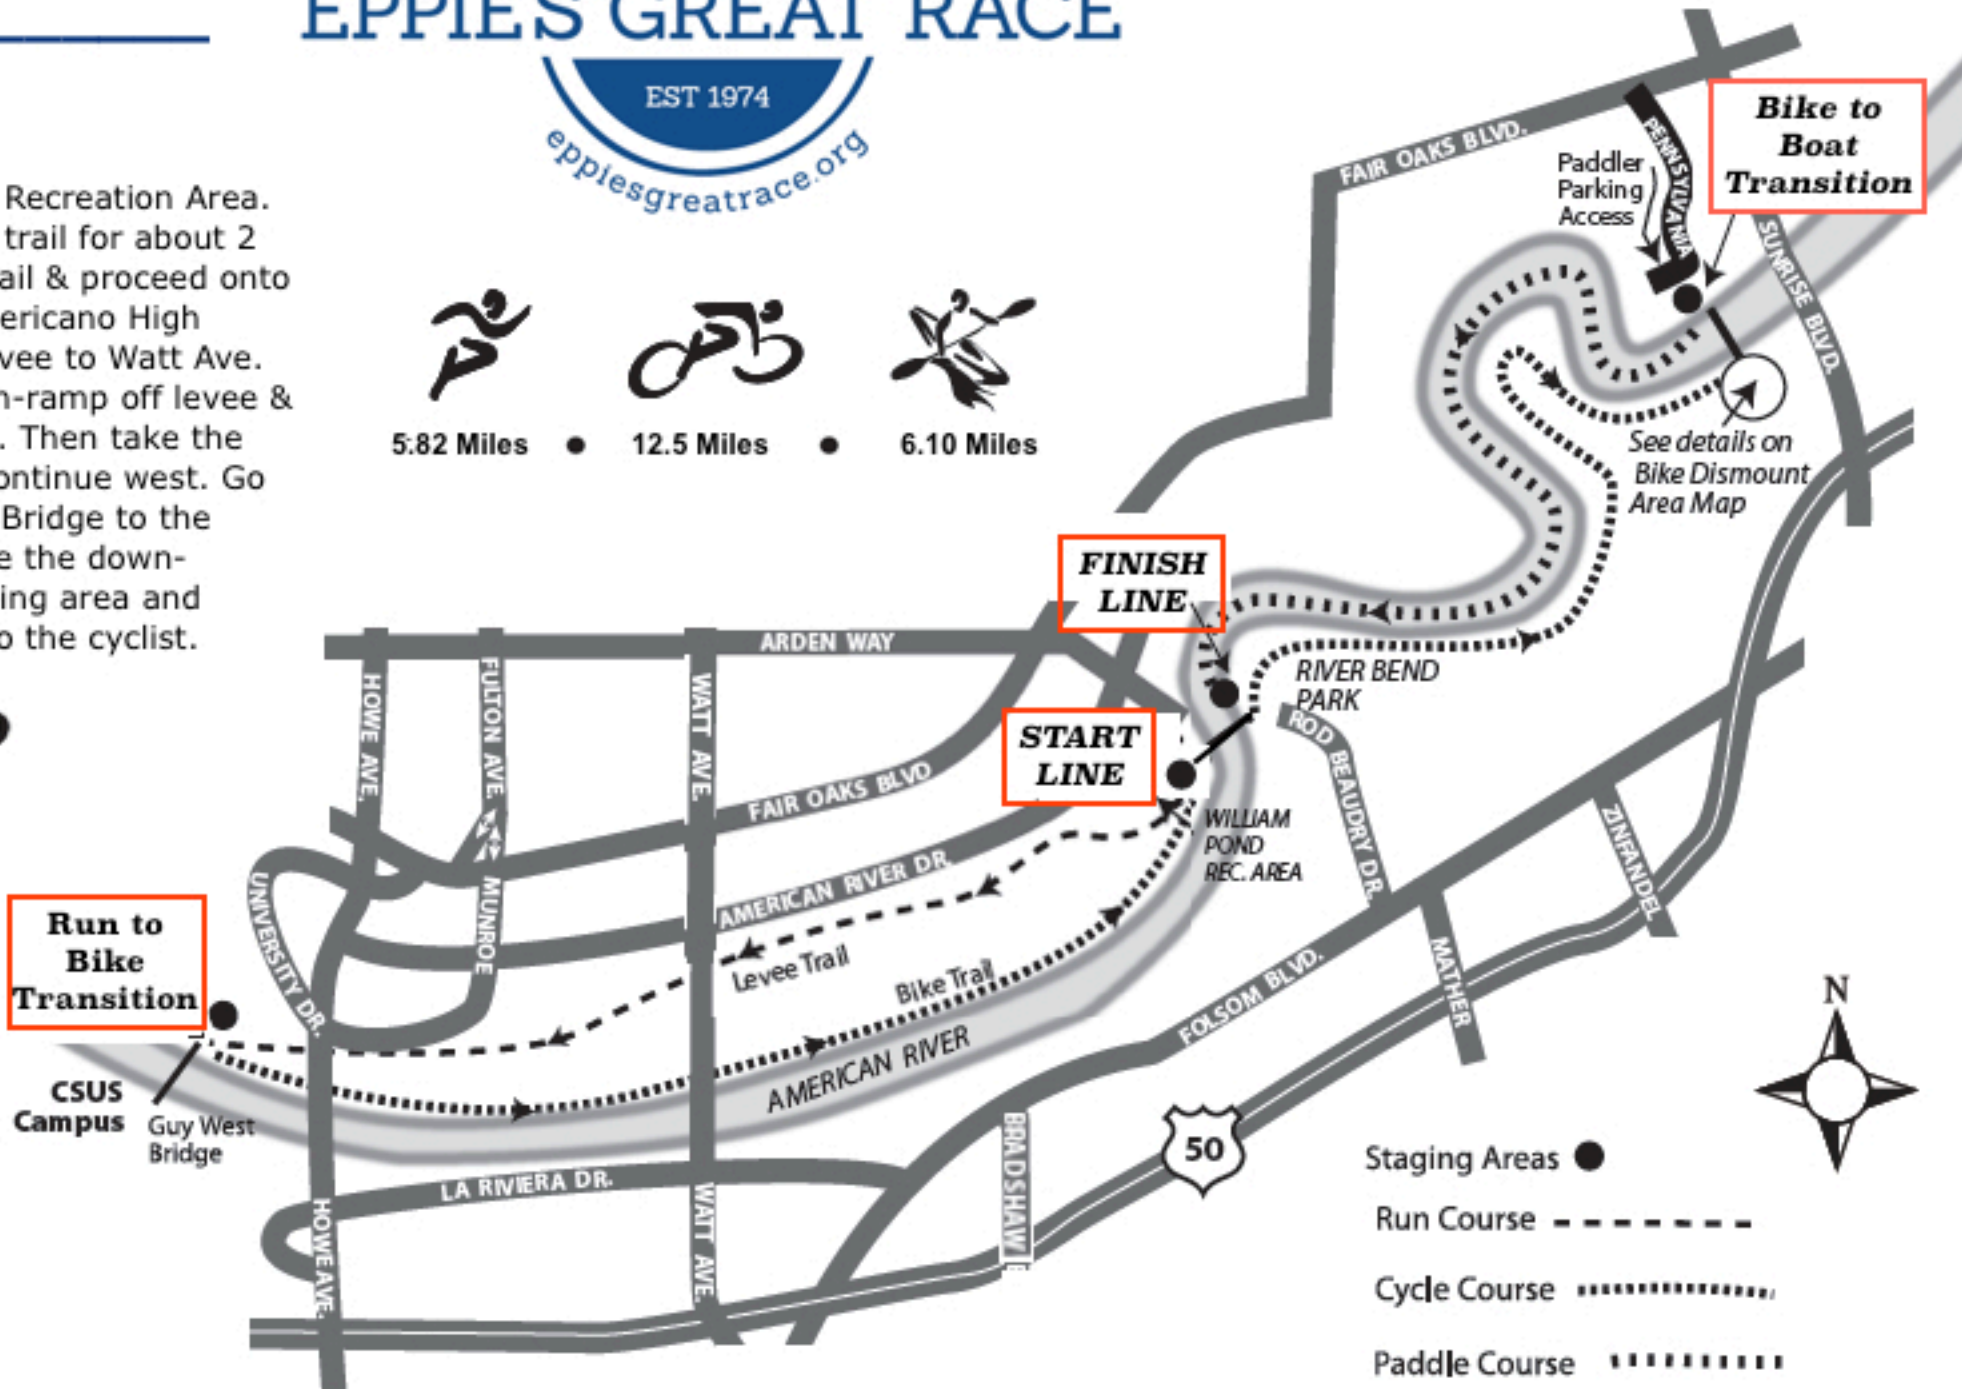 EPPIE'S GREAT RACE
EST 1974
eppiesgreatrace.org
Recreation Area.
trail for about 2
ail & proceed onto
ericano High
vee to Watt Ave.
n-ramp off levee &
. Then take the
ontinue west. Go
Bridge to the
e the down-
ing area and
o the cyclist.
5.82 Miles ● 12.5 Miles ● 6.10 Miles
FAIR OAKS BLVD.
PENNSYLVANIA
Paddler
Parking
Access
Bike to
Boat
Transition
SUNRISE BLVD.
See details on
Bike Dismount
Area Map
FINISH
LINE
ARDEN WAY
HOWE AVE.
FULTON AVE.
WATT AVE.
RIVER BEND
PARK
START
LINE
ROD BEAUDRY DR.
FAIR OAKS BLVD
WILLIAM
POND
REC. AREA
ZINFANDEL
AMERICAN RIVER DR.
UNIVERSITY DR.
MUNROE
Run to
Bike
Transition
Levee Trail
Bike Trail
FOLSOM BLVD.
MATHER
AMERICAN RIVER
N
CSUS
Campus
Guy West
Bridge
BRADSHAW
50
LA RIVIERA DR.
HOWE AVE.
WATT AVE.
Staging Areas ●
Run Course
Cycle Course
Paddle Course